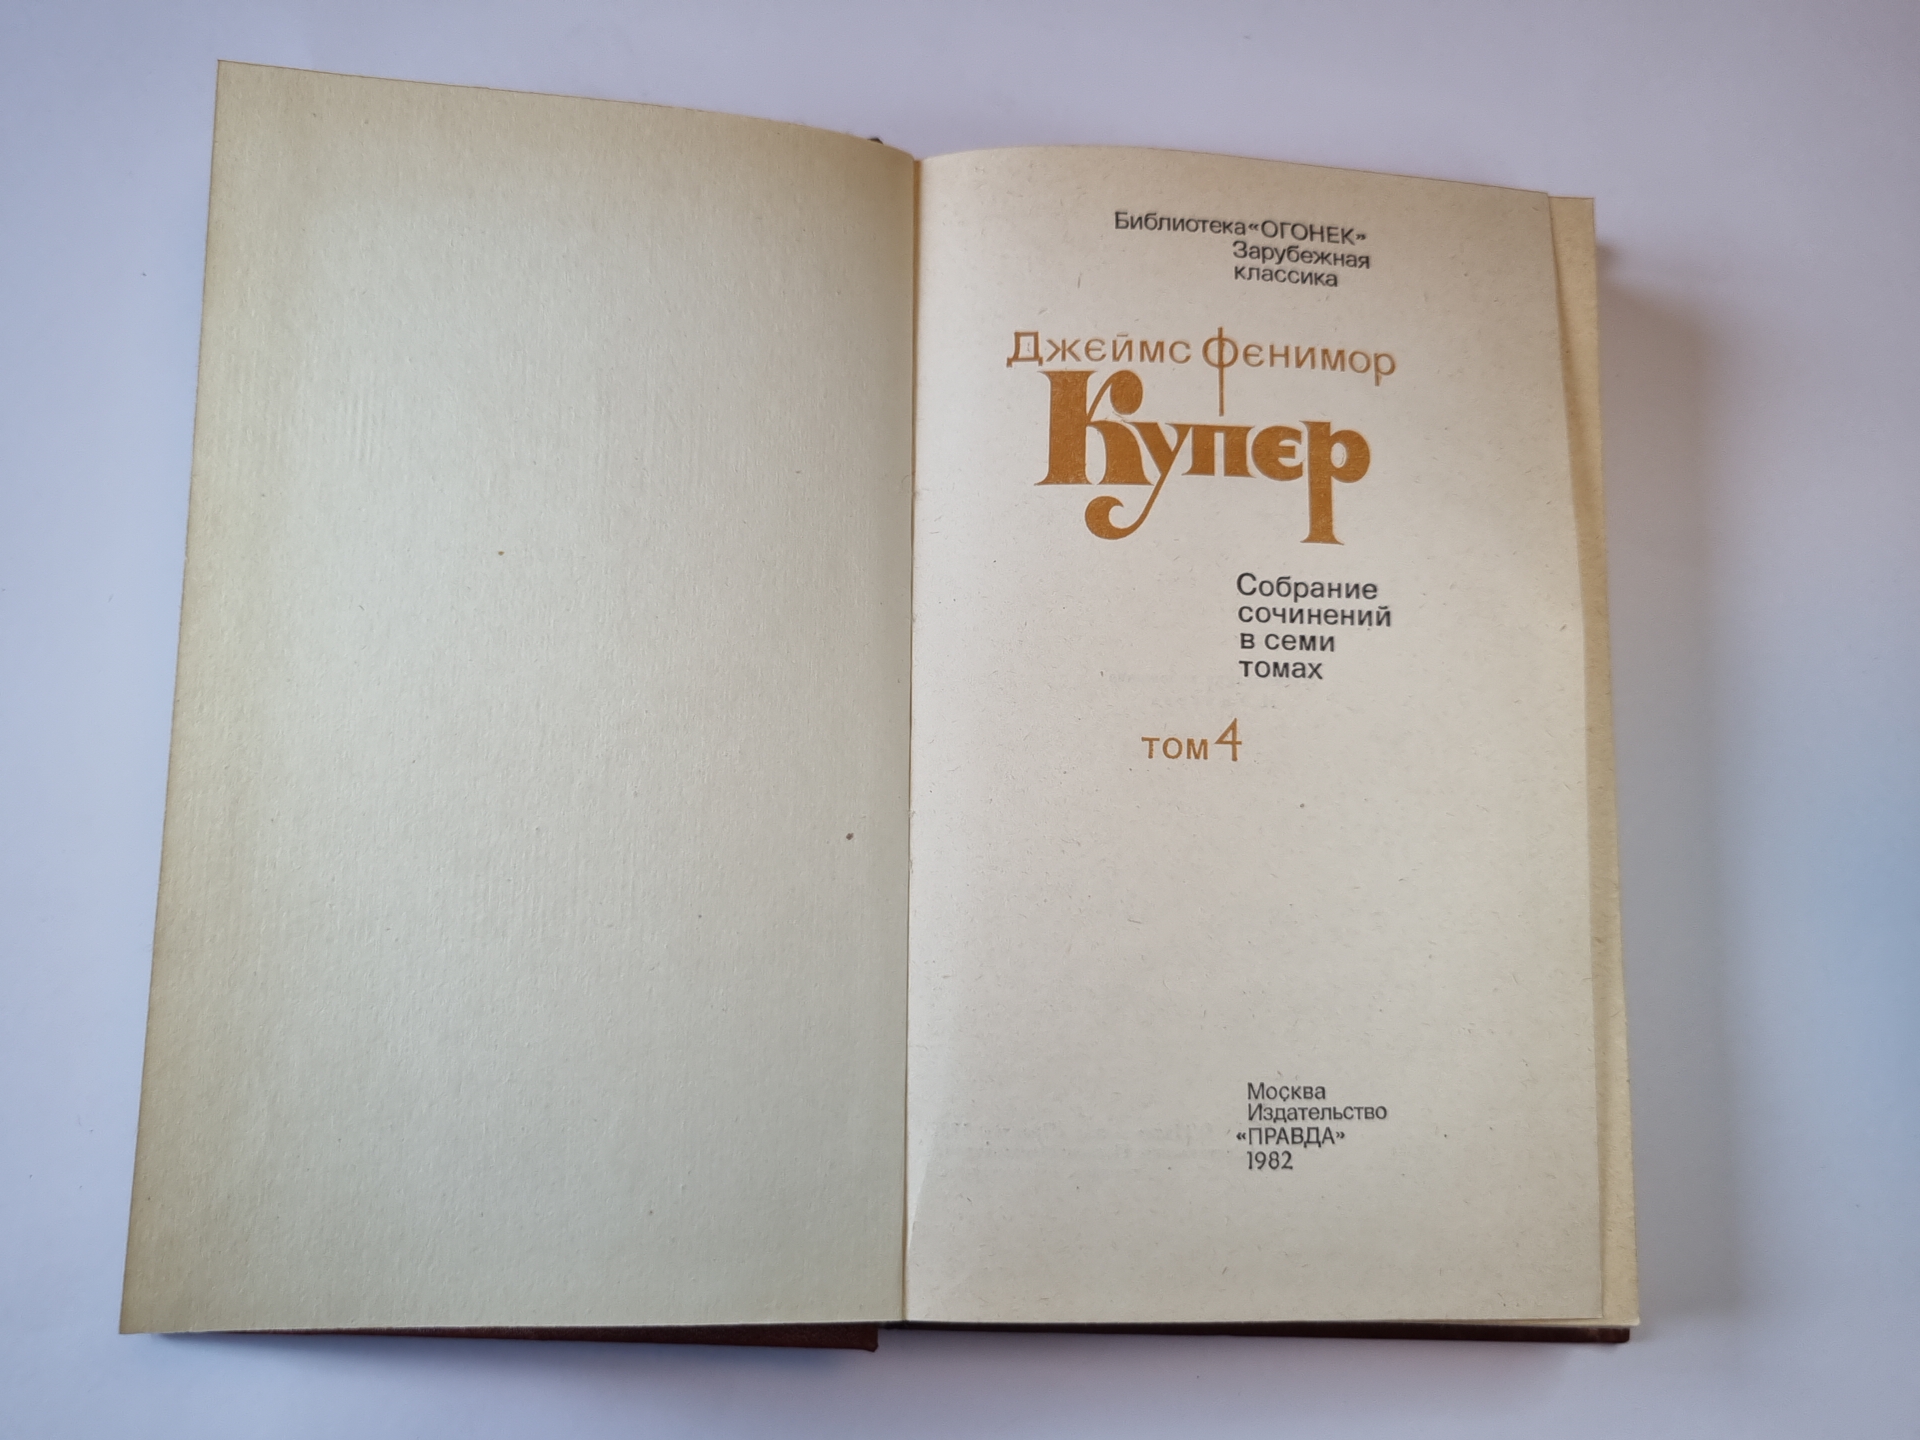 Библиотека«ОГОНЕК»
Зарубежная
классика
Джеймс Фенимор
Купер
Собрание
сочинений
в семи
томах
том 4
Москва
Издательство
«ПРАВДА»
1982